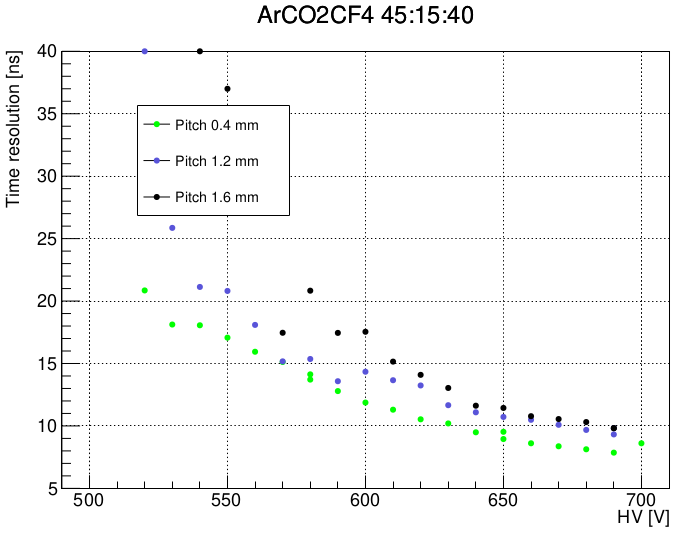 ArCO2CF4 45:15:40
Time resolution [ns]
40
35
30
25
20
15
10
5
Pitch 0.4 mm
Pitch 1.2 mm
Pitch 1.6 mm
500 550 600 650 700
HV [V]